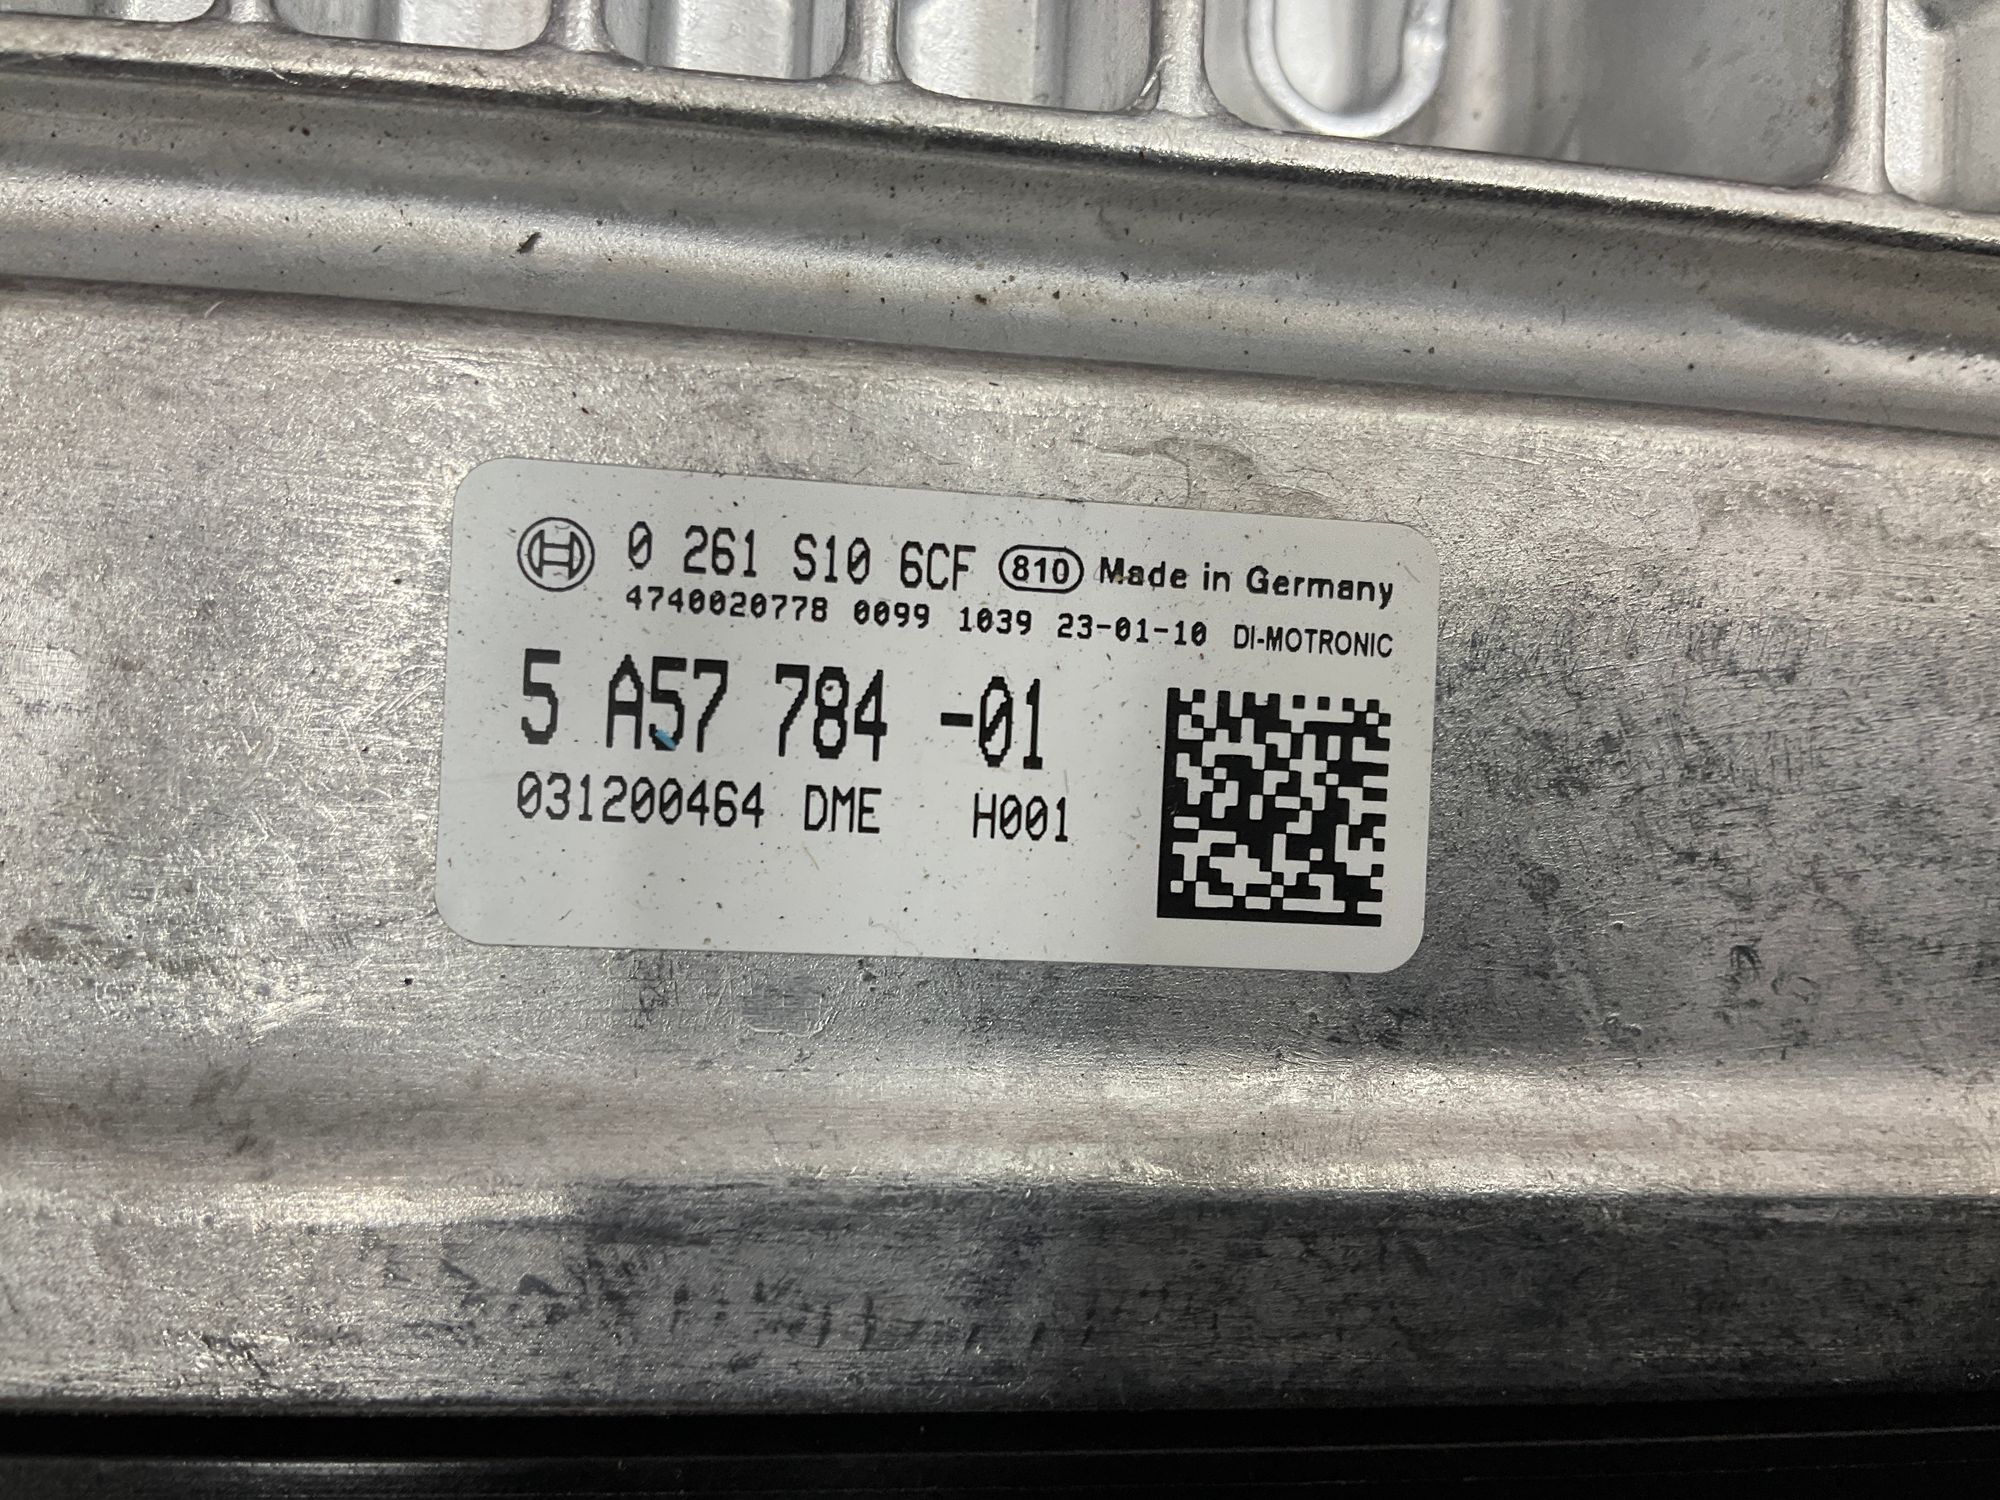 0 261 S10 6CF 810 Made in Germany
4740020778 0099 1039 23-01-10 DI-MOTRONIC
5 A57 784 -01
031200464 DME H001